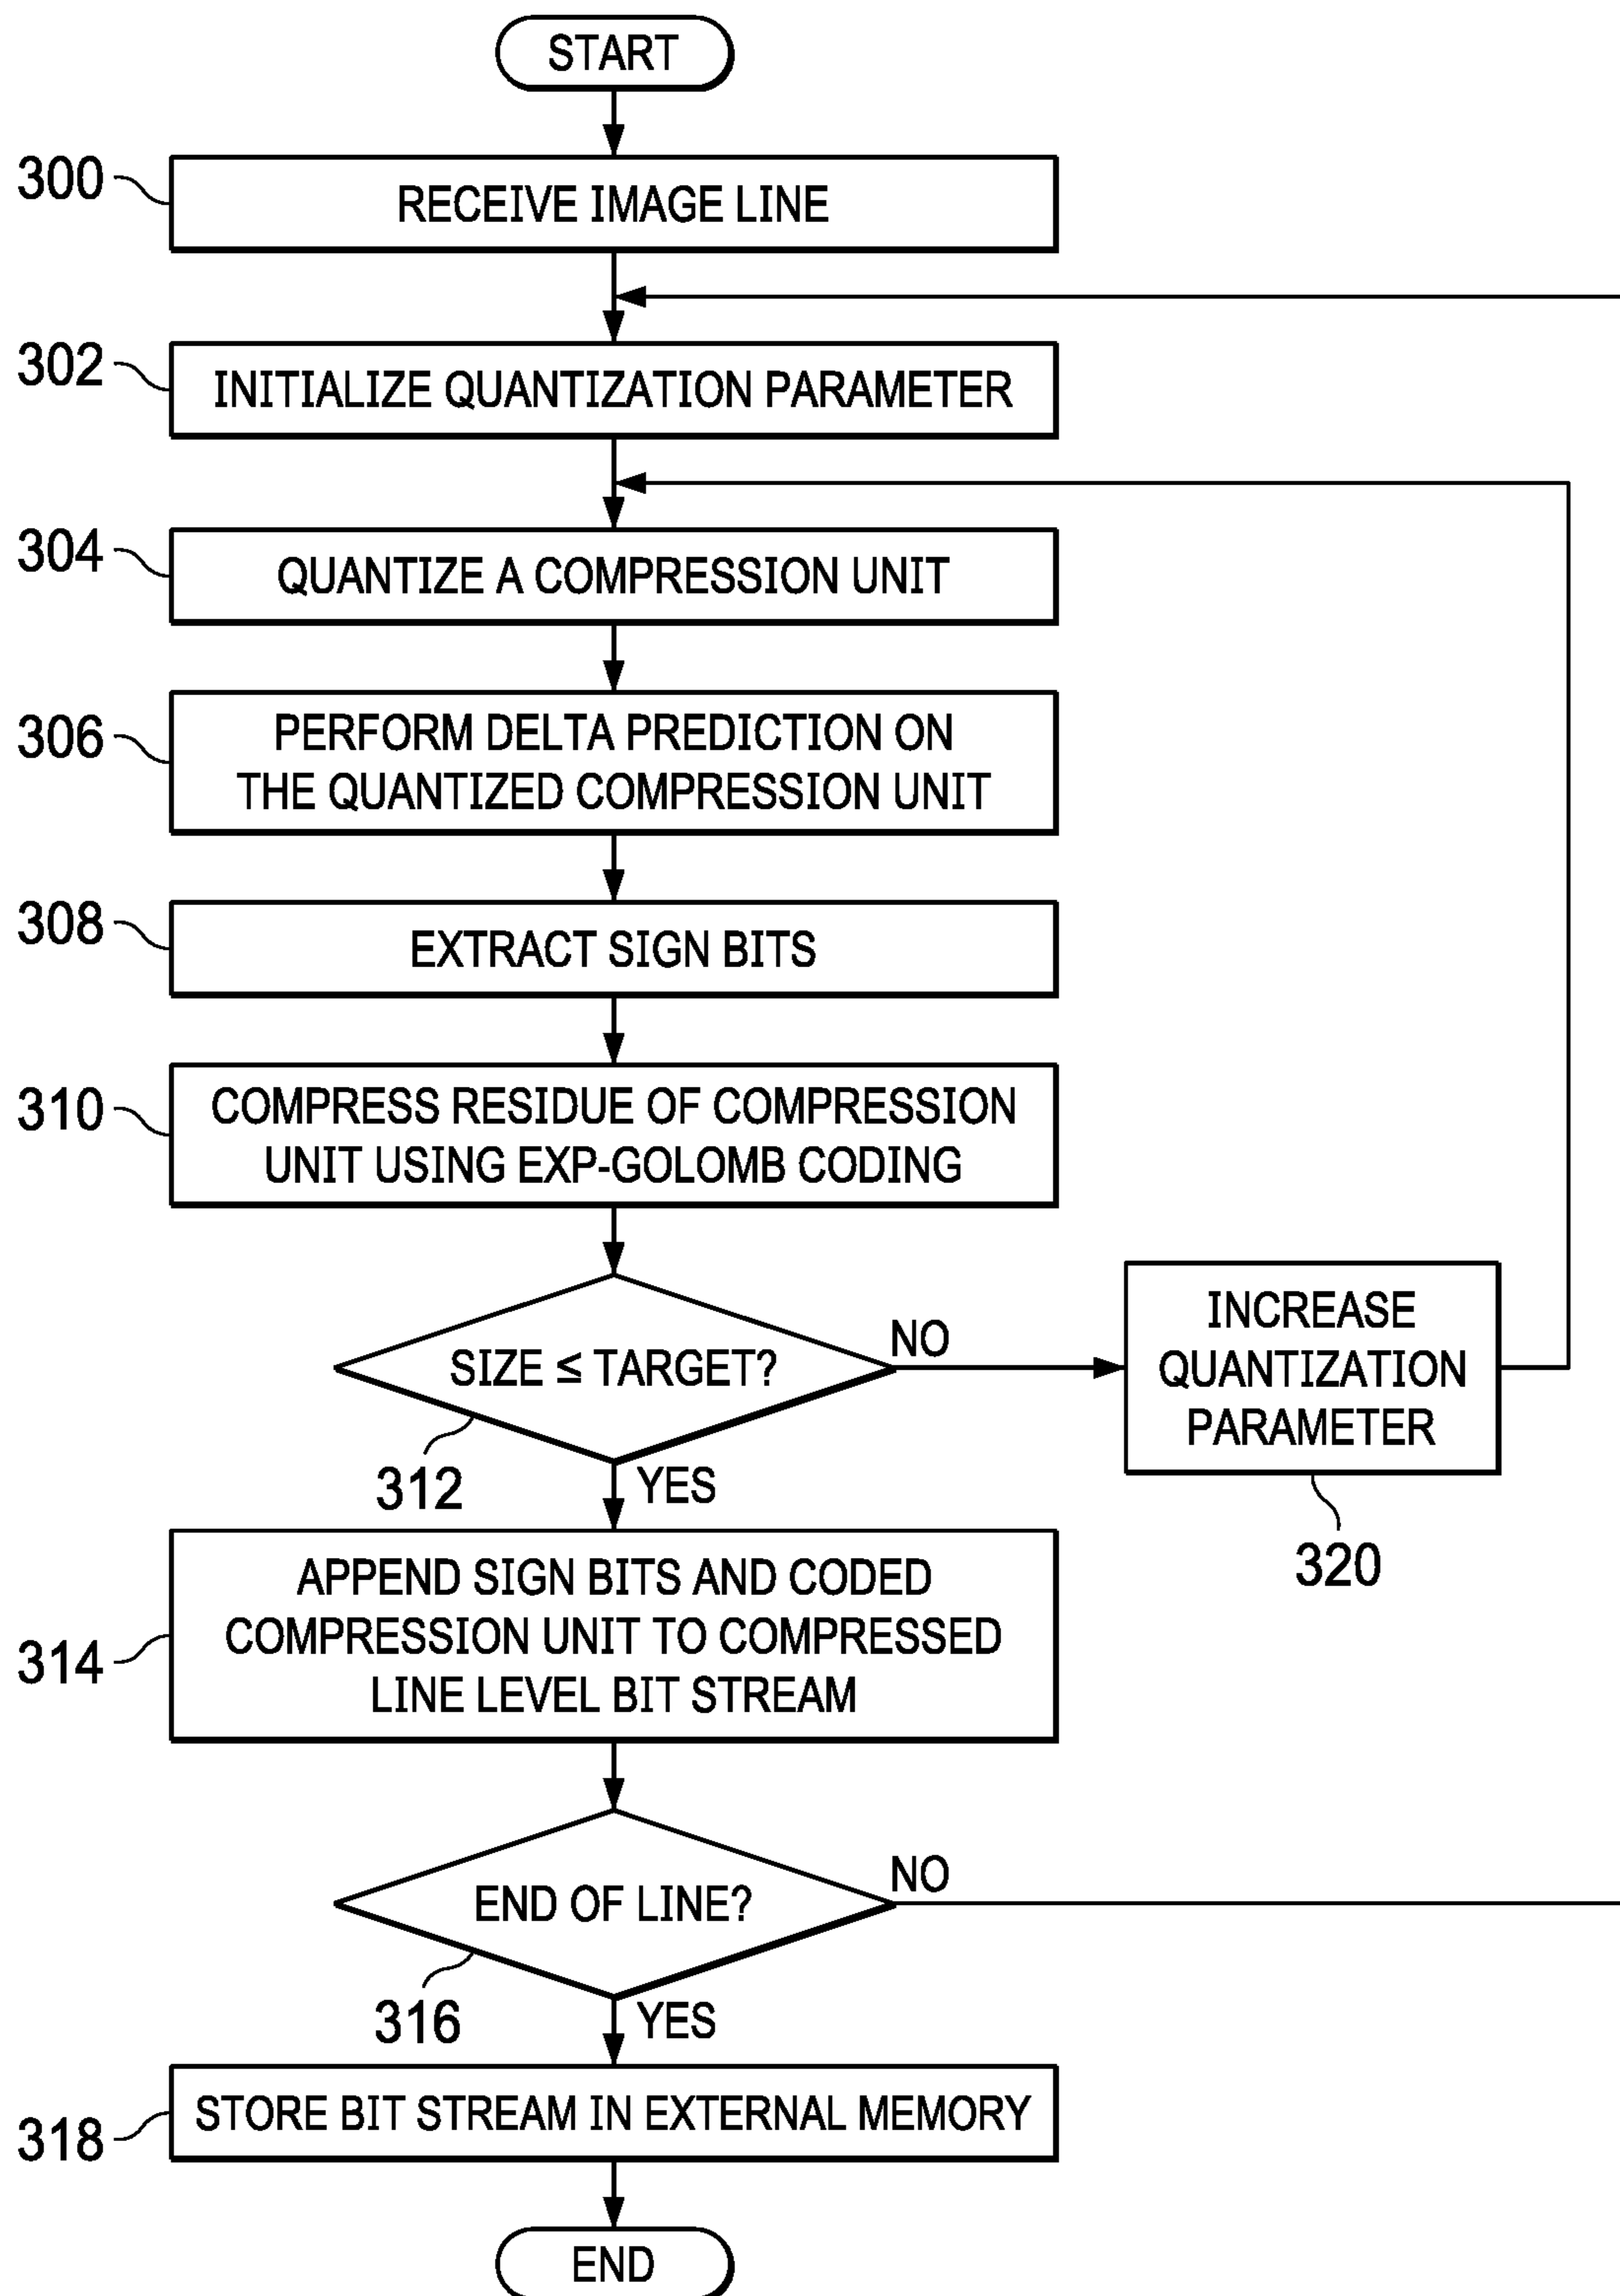 START
300
RECEIVE IMAGE LINE
302
INITIALIZE QUANTIZATION PARAMETER
304
QUANTIZE A COMPRESSION UNIT
306
PERFORM DELTA PREDICTION ON
THE QUANTIZED COMPRESSION UNIT
308
EXTRACT SIGN BITS
310
COMPRESS RESIDUE OF COMPRESSION
UNIT USING EXP-GOLOMB CODING
SIZE ≤ TARGET?
NO
312
YES
INCREASE
QUANTIZATION
PARAMETER
320
314
APPEND SIGN BITS AND CODED
COMPRESSION UNIT TO COMPRESSED
LINE LEVEL BIT STREAM
END OF LINE?
NO
316
YES
318
STORE BIT STREAM IN EXTERNAL MEMORY
END